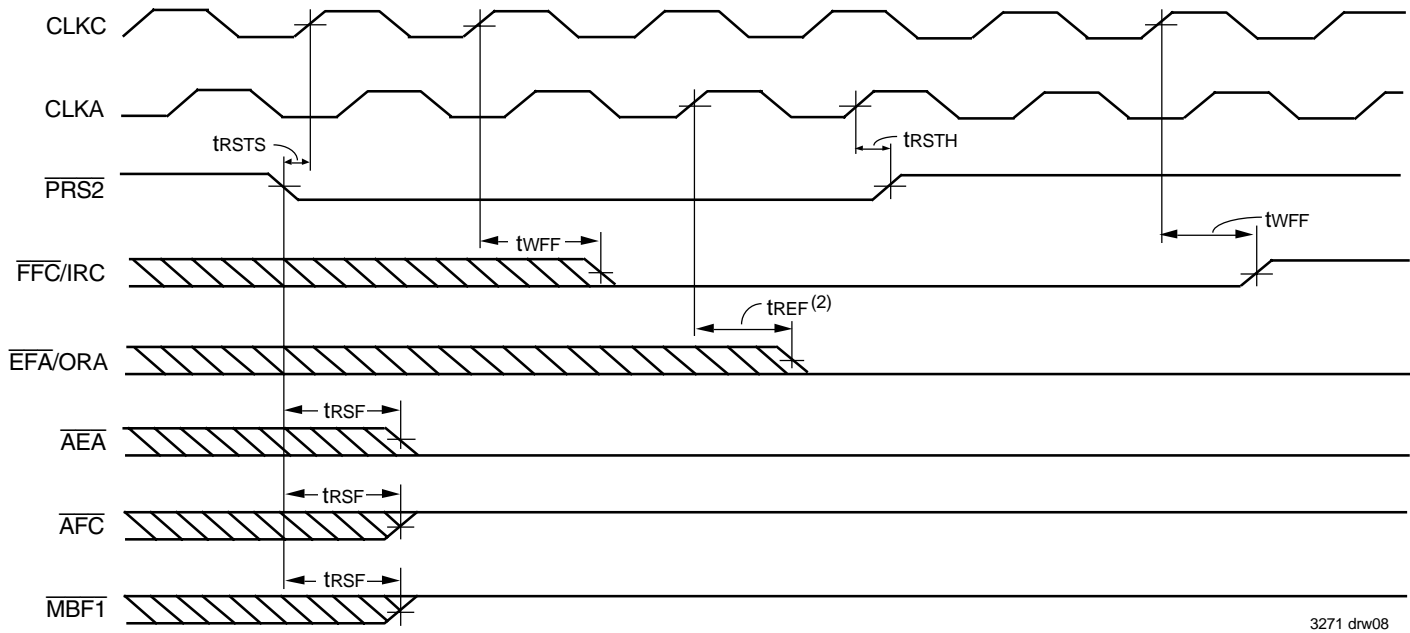 CLKC
CLKA
tRSTS
tRSTH
PRS2
tWFF
tWFF
FFC/IRC
tREF(2)
EFA/ORA
tRSF
AEA
tRSF
AFC
tRSF
MBF1
3271 drw08